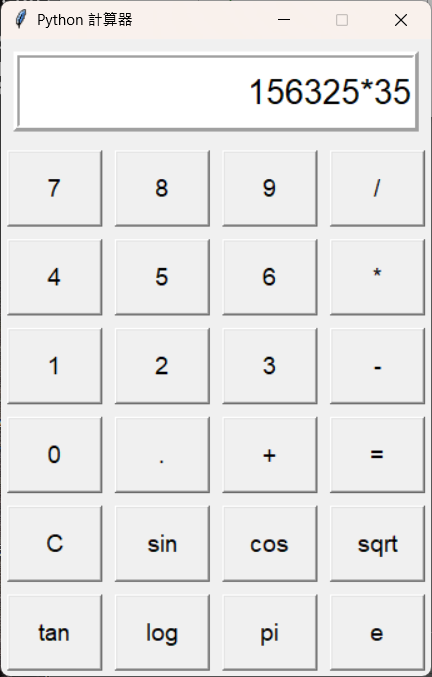 Python 計算器
156325*35
7 8 9 /
4 5 6 *
1 2 3 -
0 . + =
C sin cos sqrt
tan log pi e